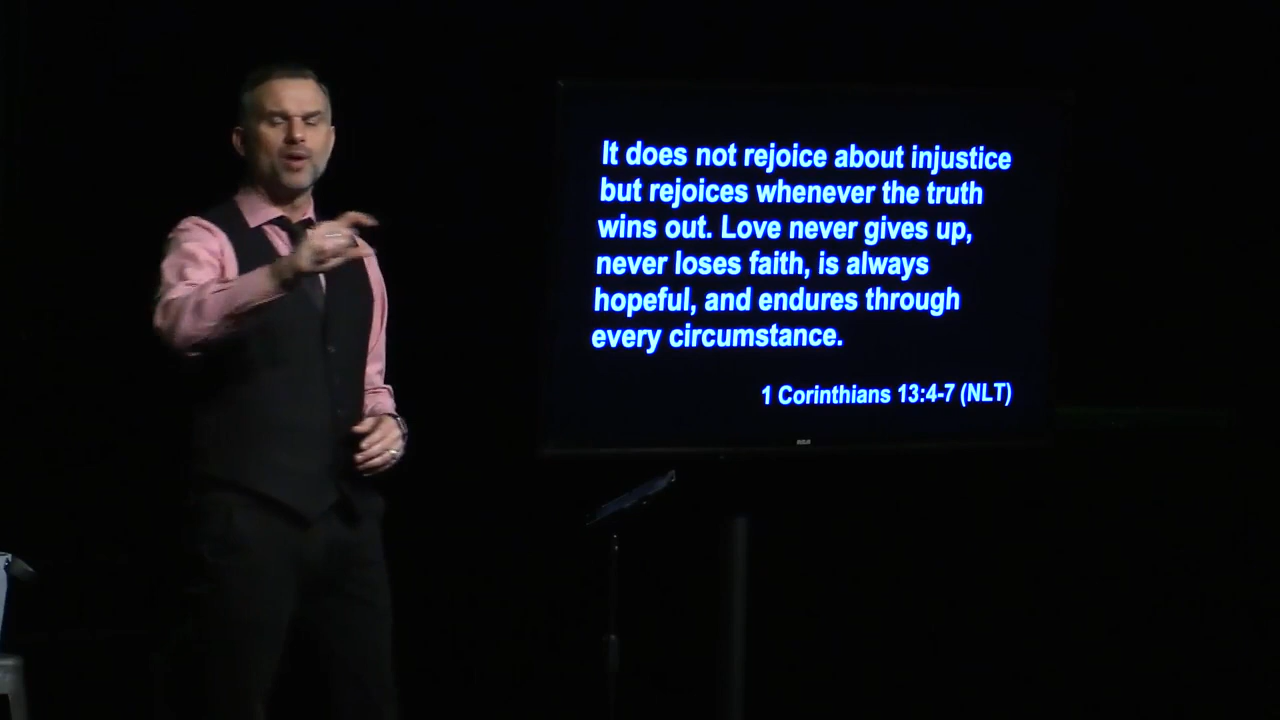 It does not rejoice about injustice
but rejoices whenever the truth
wins out. Love never gives up,
never loses faith, is always
hopeful, and endures through
every circumstance.
1 Corinthians 13:4-7 (NLT)
RCA